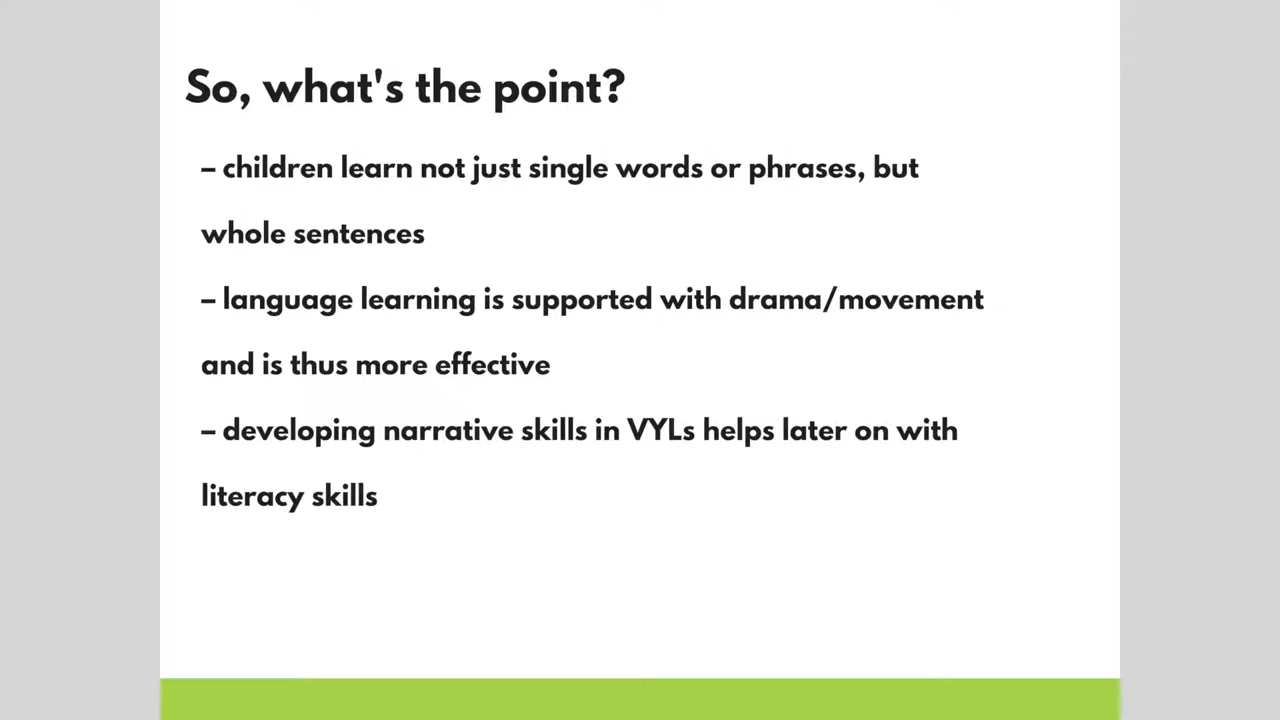 So, what's the point?
– children learn not just single words or phrases, but
whole sentences
– language learning is supported with drama/movement
and is thus more effective
– developing narrative skills in VYLs helps later on with
literacy skills